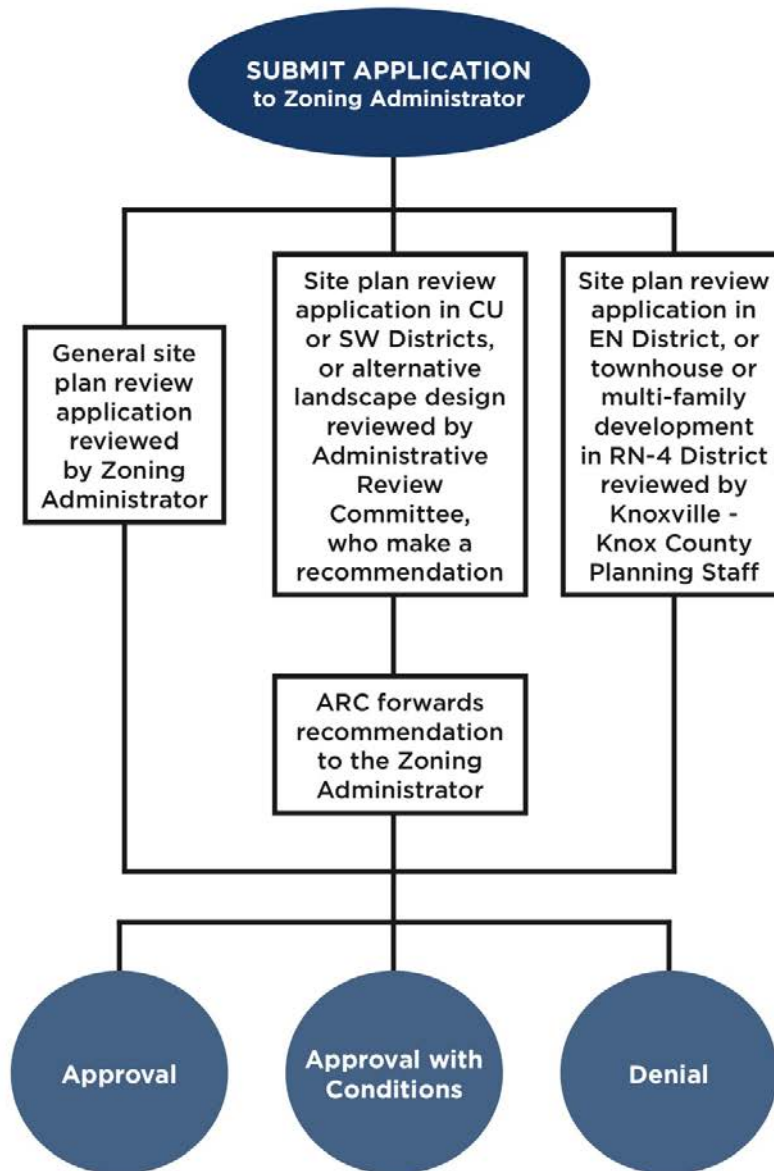 SUBMIT APPLICATION
to Zoning Administrator
General site
plan review
application
reviewed
by Zoning
Administrator
Site plan review
application in CU
or SW Districts,
or alternative
landscape design
reviewed by
Administrative
Review
Committee,
who make a
recommendation
Site plan review
application in
EN District, or
townhouse or
multi-family
development
in RN-4 District
reviewed by
Knoxville -
Knox County
Planning Staff
ARC forwards
recommendation
to the Zoning
Administrator
Approval
Approval with
Conditions
Denial